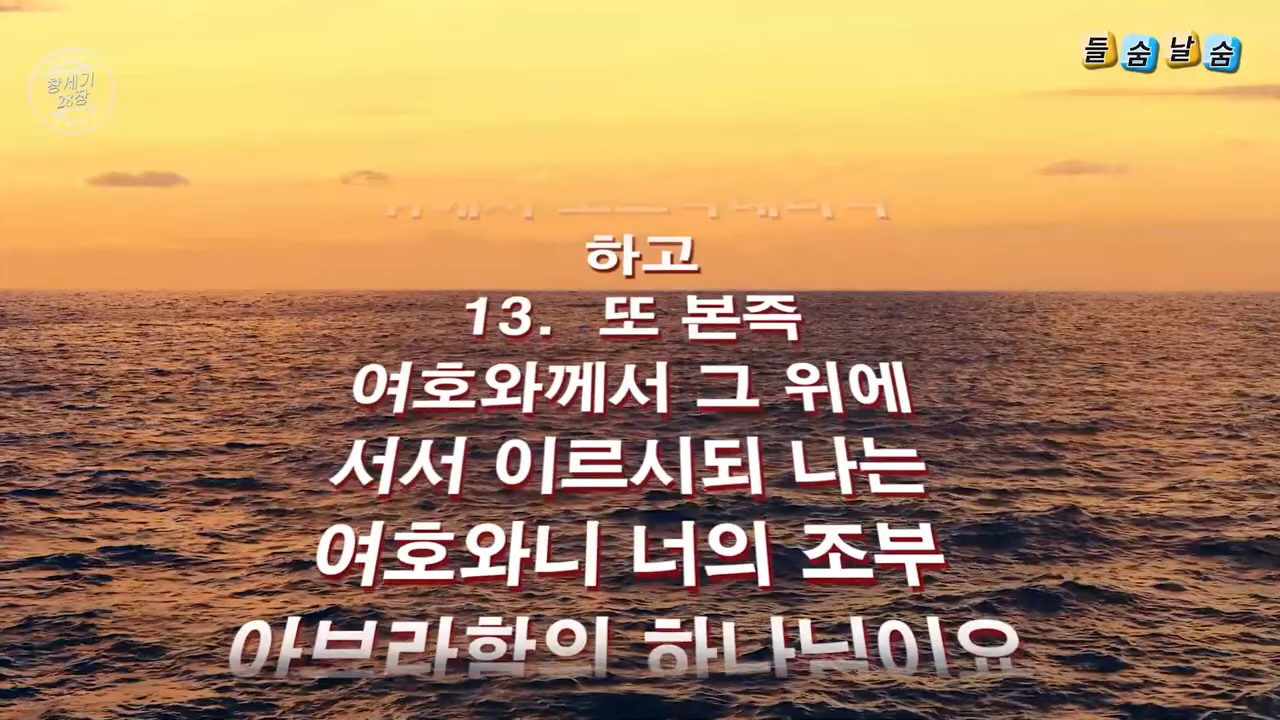 들숨날숨
창세기
28장
하고
13. 또 본즉
여호와께서 그 위에
서서 이르시되 나는
여호와니 너의 조부
아브라함의 하나님이요